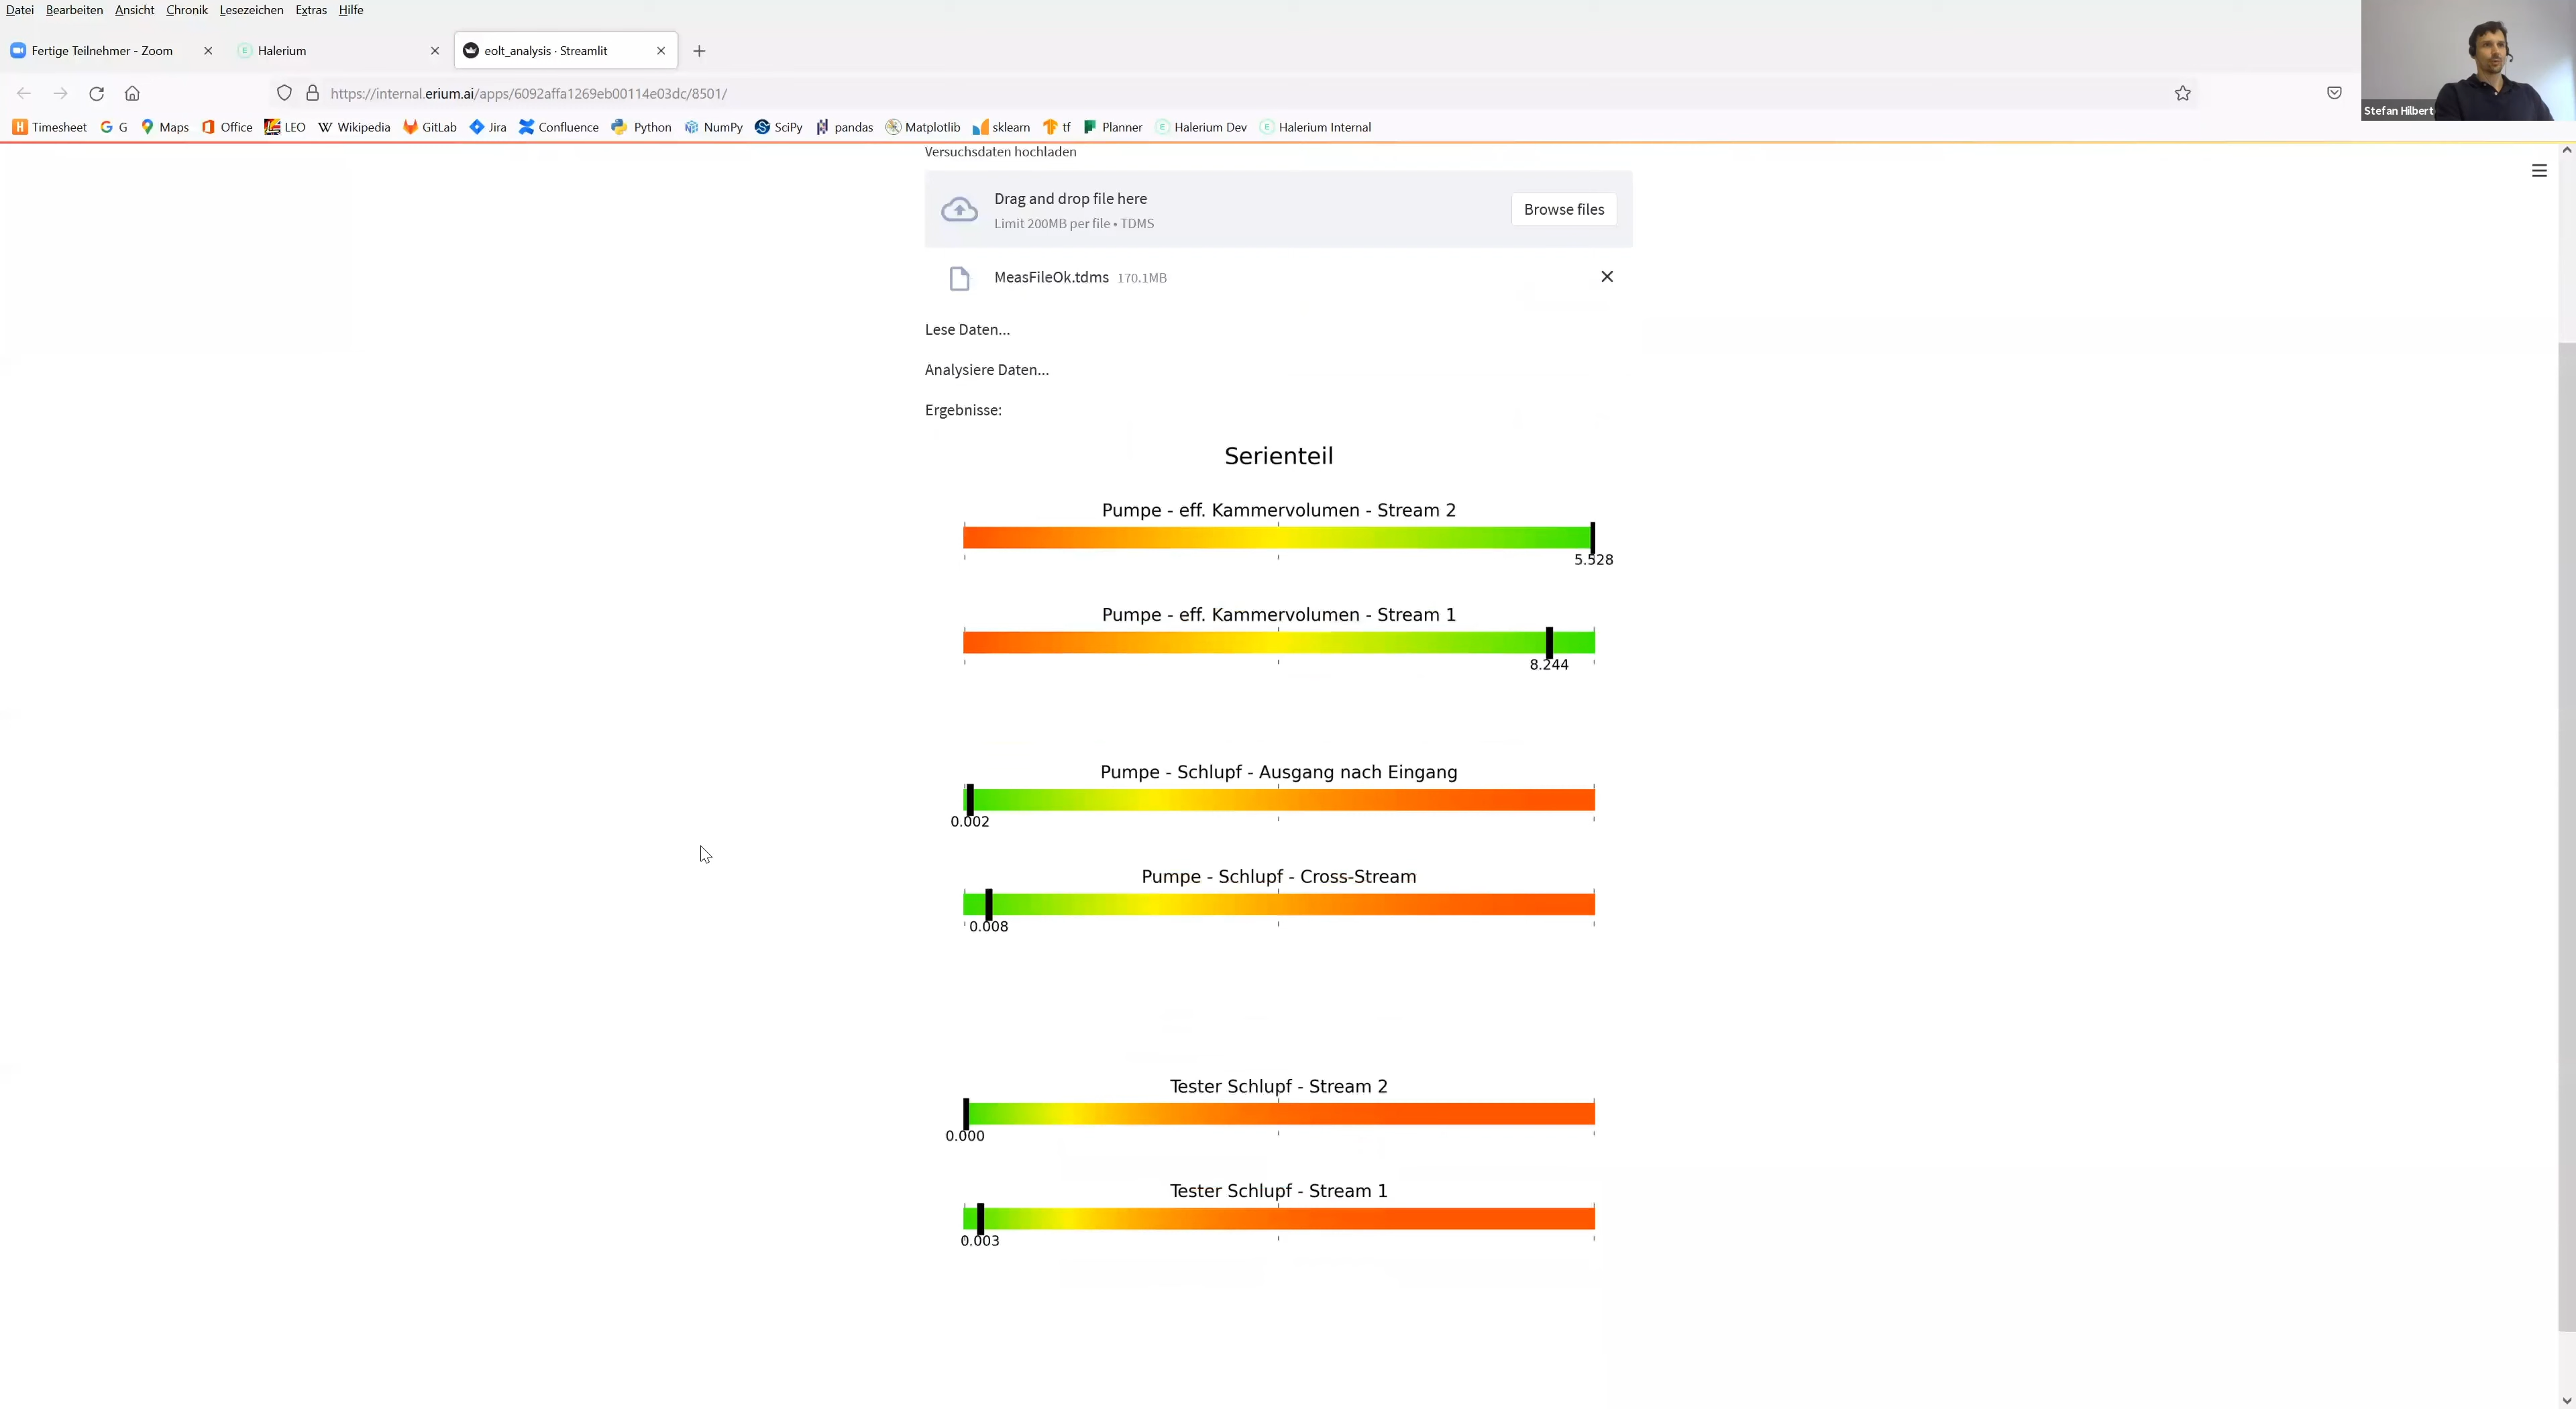 Datei Bearbeiten Ansicht Chronik Lesezeichen Extras Hilfe
Fertige Teilnehmer - Zoom
Halerium
eolt_analysis · Streamlit
https://internal.erium.ai/apps/6092affa1269eb00114e03dc/8501/
Stefan Hilbert
Timesheet G Maps Office LEO Wikipedia GitLab Jira Confluence Python NumPy SciPy pandas Matplotlib sklearn tf Planner Halerium Dev Halerium Internal
Versuchsdaten hochladen
Drag and drop file here
Limit 200MB per file • TDMS
Browse files
MeasFileOk.tdms 170.1MB
Lese Daten...
Analysiere Daten...
Ergebnisse:
Serienteil
Pumpe - eff. Kammervolumen - Stream 2
5.528
Pumpe - eff. Kammervolumen - Stream 1
8.244
Pumpe - Schlupf - Ausgang nach Eingang
0.002
Pumpe - Schlupf - Cross-Stream
0.008
Tester Schlupf - Stream 2
0.000
Tester Schlupf - Stream 1
0.003